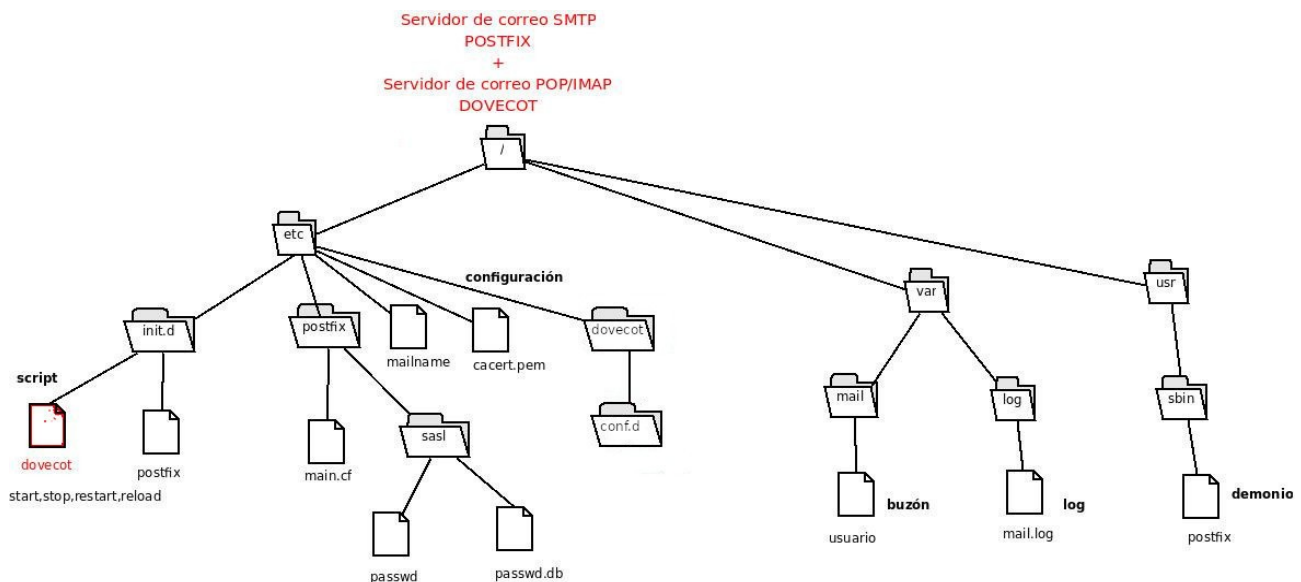 Servidor de correo SMTP
POSTFIX
+
Servidor de correo POP/IMAP
DOVECOT
/
etc
configuración
var
usr
init.d
postfix
mailname
cacert.pem
dovecot
script
dovecot
start,stop,restart,reload
postfix
main.cf
sasl
conf.d
passwd
passwd.db
mail
log
sbin
usuario
buzón
mail.log
log
postfix
demonio